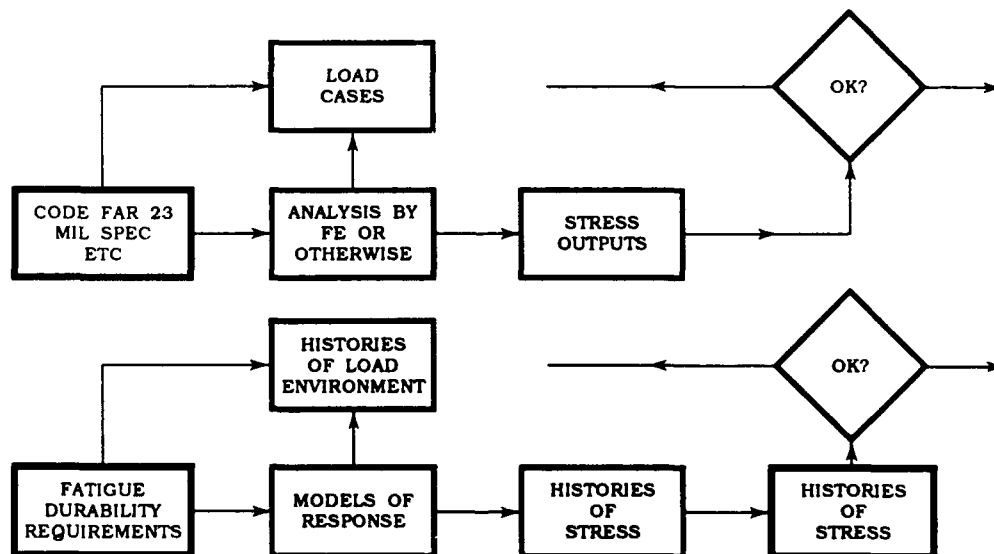 LOAD
CASES
OK?
CODE FAR 23
MIL SPEC
ETC
ANALYSIS BY
FE OR
OTHERWISE
STRESS
OUTPUTS
HISTORIES
OF LOAD
ENVIRONMENT
OK?
FATIGUE
DURABILITY
REQUIREMENTS
MODELS OF
RESPONSE
HISTORIES
OF
STRESS
HISTORIES
OF
STRESS